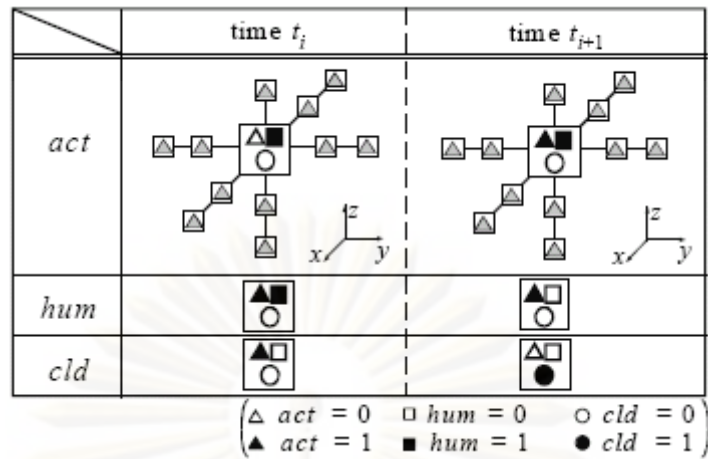 time t_i time t_{i+1}
act
z z
x y x y
hum
cld
△ act = 0 □ hum = 0 ○ cld = 0
▲ act = 1 ■ hum = 1 ● cld = 1